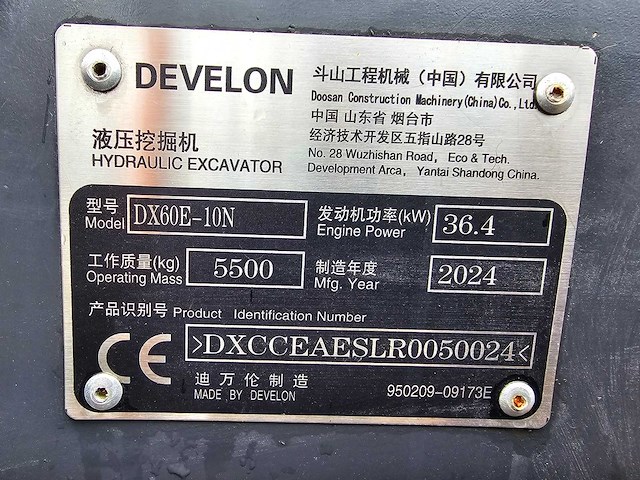 DEVELON
斗山工程机械（中国）有限公司
Doosan Construction Machinery(China)Co.,Ltd.
中国 山东省 烟台市
经济技术开发区五指山路28号
No. 28 Wuzhishan Road， Eco & Tech.
Development Arca， Yantai Shandong China.
液压挖掘机
HYDRAULIC EXCAVATOR
型号 DX60E-10N
Model
发动机功率(kW) 36.4
Engine Power
工作质量(kg) 5500
Operating Mass
制造年度 2024
Mfg. Year
产品识别号 Product Identification Number
CE >DXCCEAESLR0050024<
迪万伦制造
MADE BY DEVELON
950209-09173E